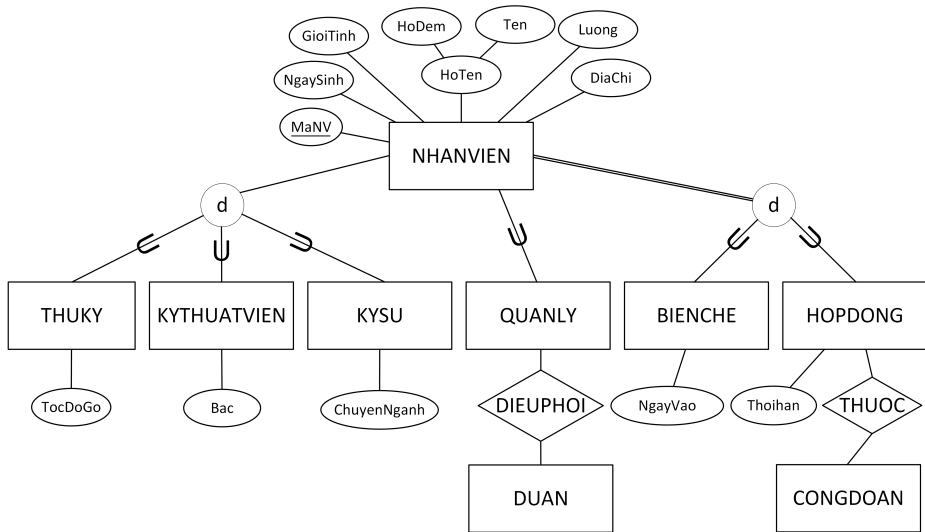 HoDem
Ten
GioiTinh
Luong
NgaySinh
HoTen
DiaChi
MaNV
NHANVIEN
d
d
THUKY
KYTHUATVIEN
KYSU
QUANLY
BIENCHE
HOPDONG
TocDoGo
Bac
ChuyenNganh
DIEUPHOI
NgayVao
Thoihan
THUOC
DUAN
CONGDOAN